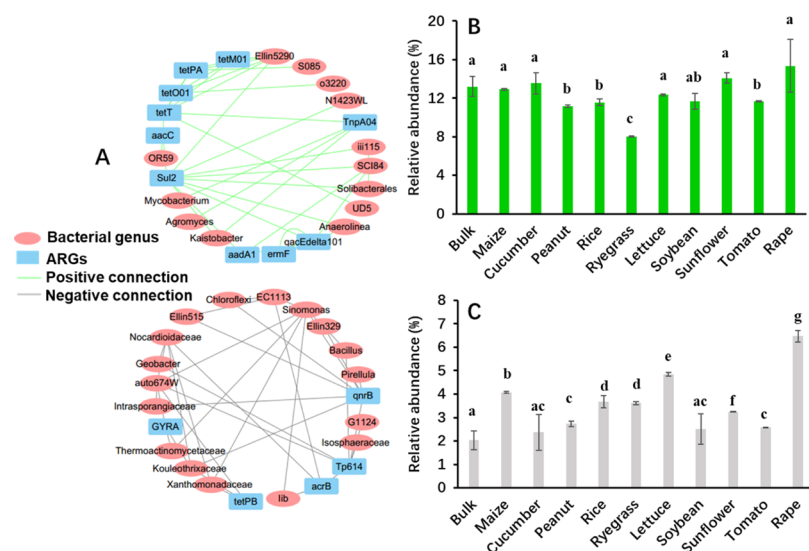 A
tetM01
Ellin5290
tetPA
S085
tetO01
o3220
N1423WL
tetT
TnpA04
aacC
iii115
OR59
SCI84
Sul2
Solibacterales
Mycobacterium
UD5
Agromyces
Anaerolinea
Kaistobacter
qacEdelta101
aadA1
ermF
Bacterial genus
ARGs
Positive connection
Negative connection
Chloroflexi
EC1113
Sinomonas
Ellin515
Ellin329
Nocardioidaceae
Bacillus
Geobacter
Pirellula
auto674W
qnrB
Intrasporangiaceae
G1124
GYRA
Isosphaeraceae
Thermoactinomycetaceae
Kouleothrixaceae
Tp614
Xanthomonadaceae
acrB
tetPB
Iib
B
Relative abundance (%)
20
16
12
8
4
0
a a a b b c a ab a b a
Bulk Maize Cucumber Peanut Rice Ryegrass Lettuce Soybean Sunflower Tomato Rape
C
Relative abundance (%)
8
7
6
5
4
3
2
1
0
a b ac c d d e ac f c g
Bulk Maize Cucumber Peanut Rice Ryegrass Lettuce Soybean Sunflower Tomato Rape